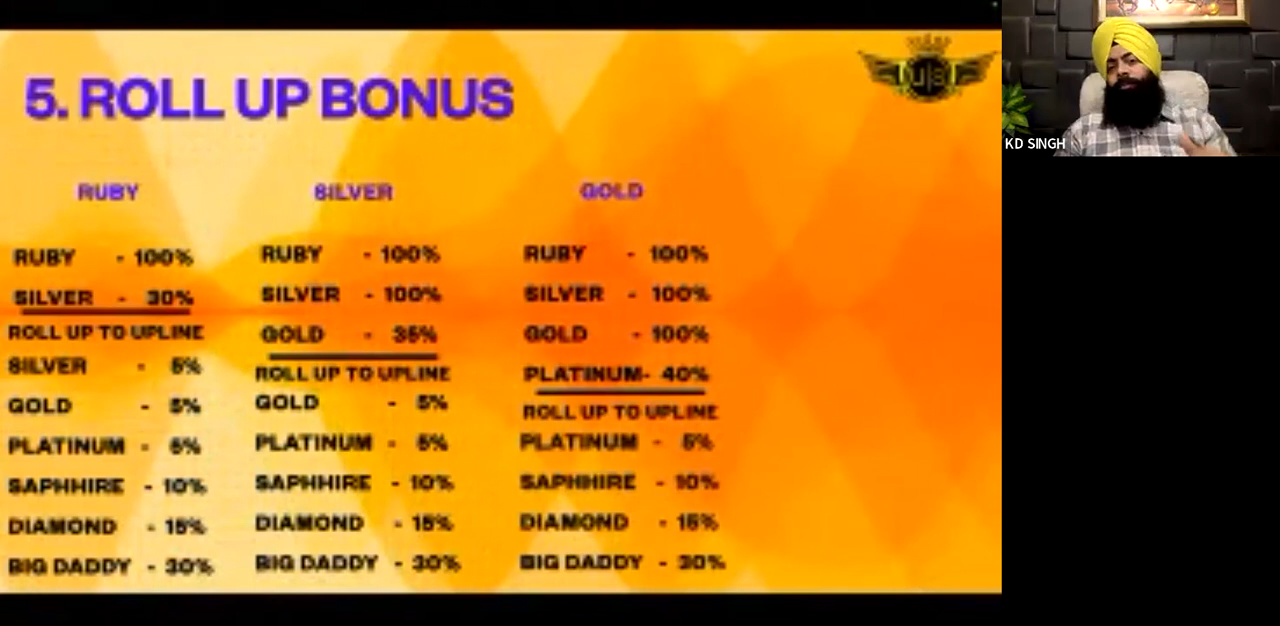 5. ROLL UP BONUS
KD SINGH
RUBY
RUBY - 100%
SILVER - 30%
ROLL UP TO UPLINE
SILVER - 5%
GOLD - 5%
PLATINUM - 5%
SAPHHIRE - 10%
DIAMOND - 15%
BIG DADDY - 30%
SILVER
RUBY - 100%
SILVER - 100%
GOLD - 35%
ROLL UP TO UPLINE
GOLD - 5%
PLATINUM - 5%
SAPHHIRE - 10%
DIAMOND - 15%
BIG DADDY - 30%
GOLD
RUBY - 100%
SILVER - 100%
GOLD - 100%
PLATINUM- 40%
ROLL UP TO UPLINE
PLATINUM - 5%
SAPHHIRE - 10%
DIAMOND - 15%
BIG DADDY - 30%